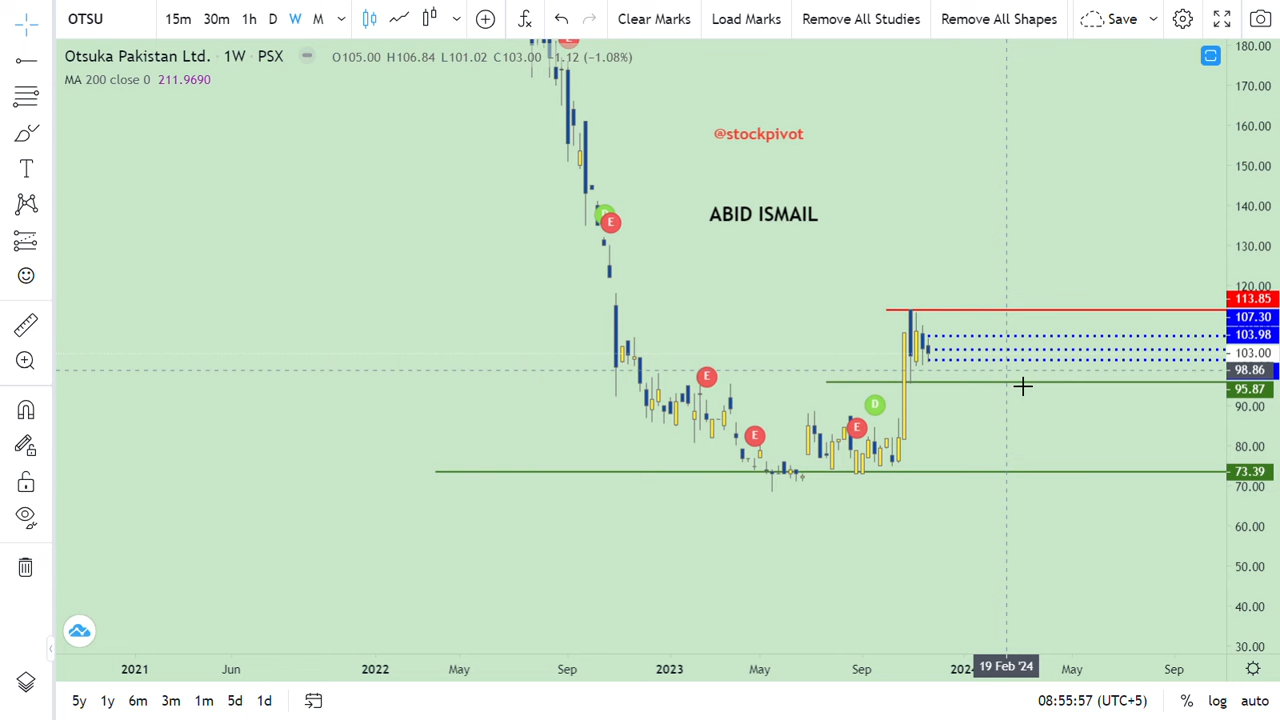 OTSU 15m 30m 1h D W M Clear Marks Load Marks Remove All Studies Remove All Shapes Save
Otsuka Pakistan Ltd. · 1W · PSX O105.00 H106.84 L101.02 C103.00 −1.12 (−1.08%)
MA 200 close 0 211.9690
180.00
170.00
160.00
@stockpivot
150.00
140.00
ABID ISMAIL
E
130.00
120.00
113.85
107.30
103.98
103.00
98.86
E
95.87
D
90.00
E
E
80.00
73.39
70.00
60.00
50.00
40.00
30.00
2021 Jun 2022 May Sep 2023 May Sep 2024 19 Feb '24 May Sep
5y 1y 6m 3m 1m 5d 1d 08:55:57 (UTC+5) % log auto